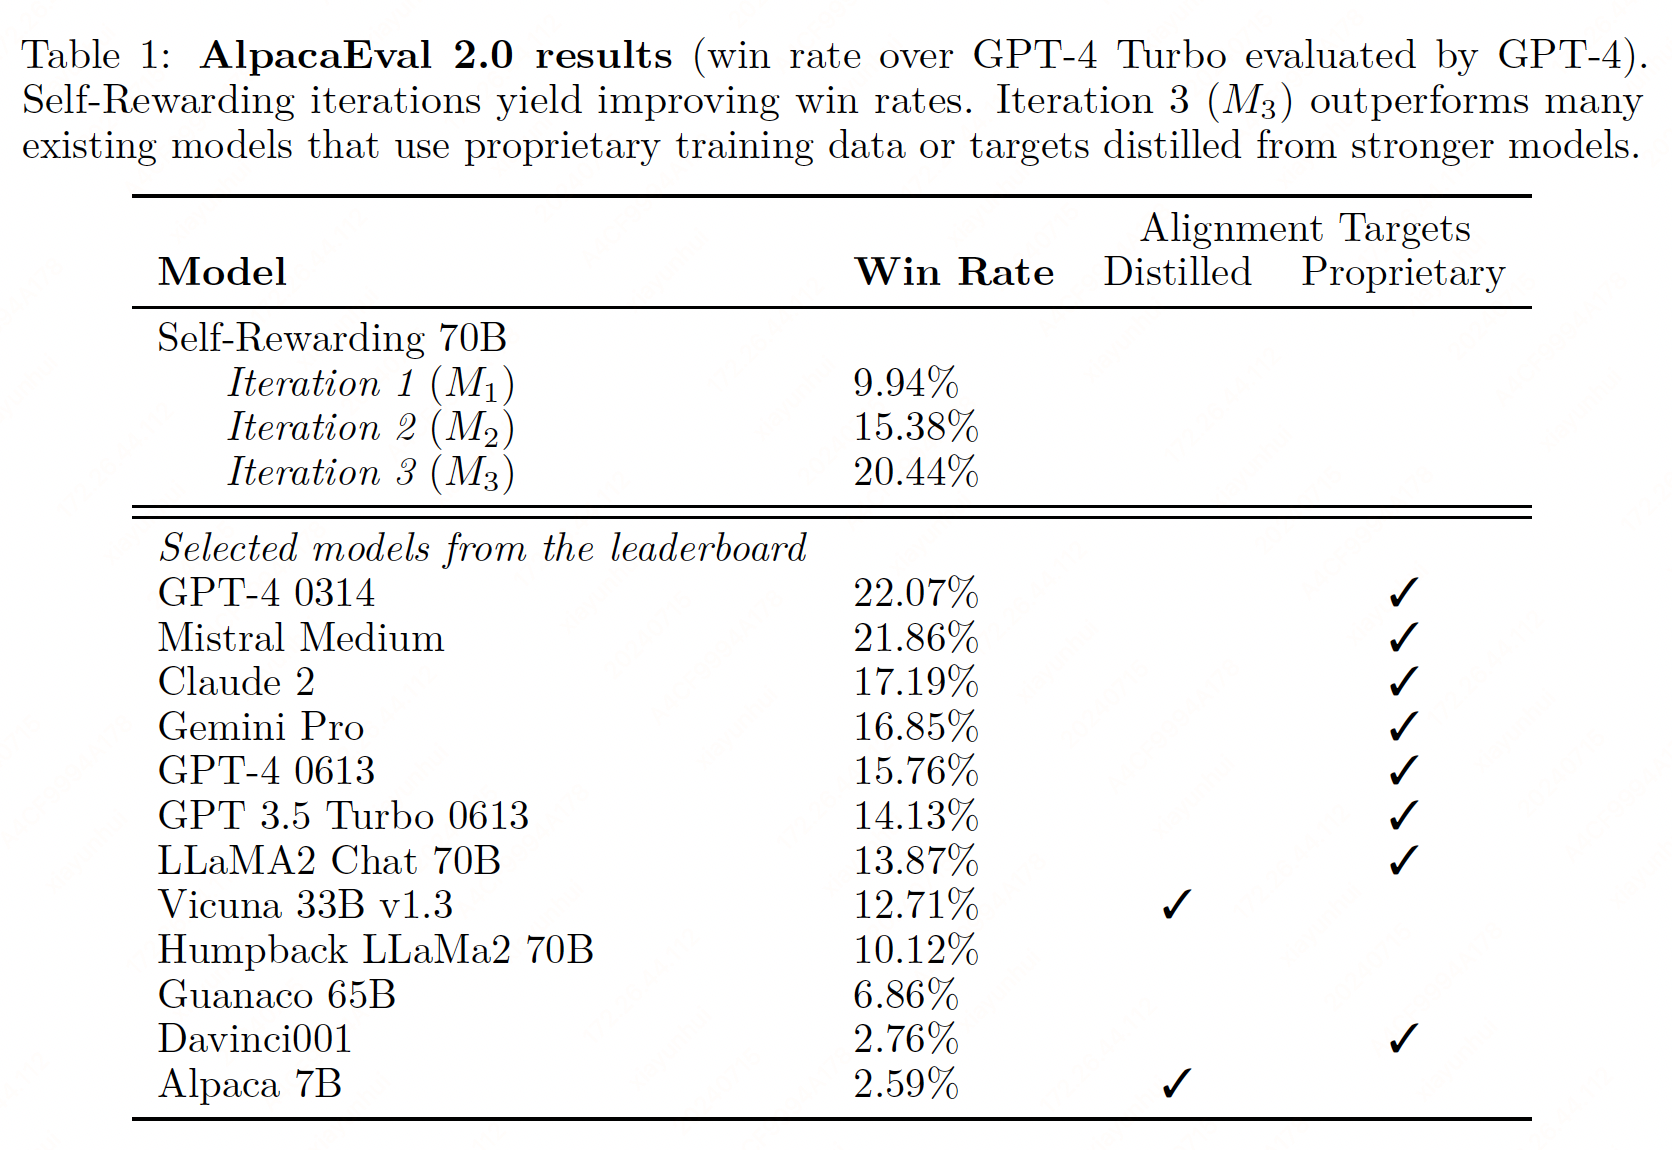 Table 1: AlpacaEval 2.0 results (win rate over GPT-4 Turbo evaluated by GPT-4).
Self-Rewarding iterations yield improving win rates. Iteration 3 (M₃) outperforms many
existing models that use proprietary training data or targets distilled from stronger models.
Alignment Targets
Model Win Rate Distilled Proprietary
Self-Rewarding 70B
Iteration 1 (M₁) 9.94%
Iteration 2 (M₂) 15.38%
Iteration 3 (M₃) 20.44%
Selected models from the leaderboard
GPT-4 0314 22.07% ✓
Mistral Medium 21.86% ✓
Claude 2 17.19% ✓
Gemini Pro 16.85% ✓
GPT-4 0613 15.76% ✓
GPT 3.5 Turbo 0613 14.13% ✓
LLaMA2 Chat 70B 13.87% ✓
Vicuna 33B v1.3 12.71% ✓
Humpback LLaMa2 70B 10.12%
Guanaco 65B 6.86%
Davinci001 2.76% ✓
Alpaca 7B 2.59% ✓